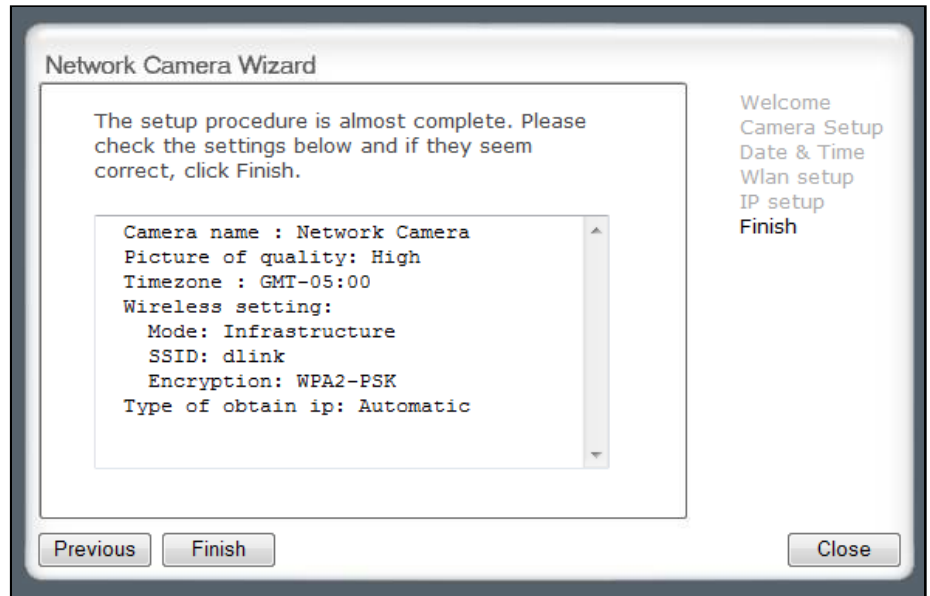 Network Camera Wizard
The setup procedure is almost complete. Please
check the settings below and if they seem
correct, click Finish.
Camera name : Network Camera
Picture of quality: High
Timezone : GMT-05:00
Wireless setting:
Mode: Infrastructure
SSID: dlink
Encryption: WPA2-PSK
Type of obtain ip: Automatic
Welcome
Camera Setup
Date & Time
Wlan setup
IP setup
Finish
Previous
Finish
Close